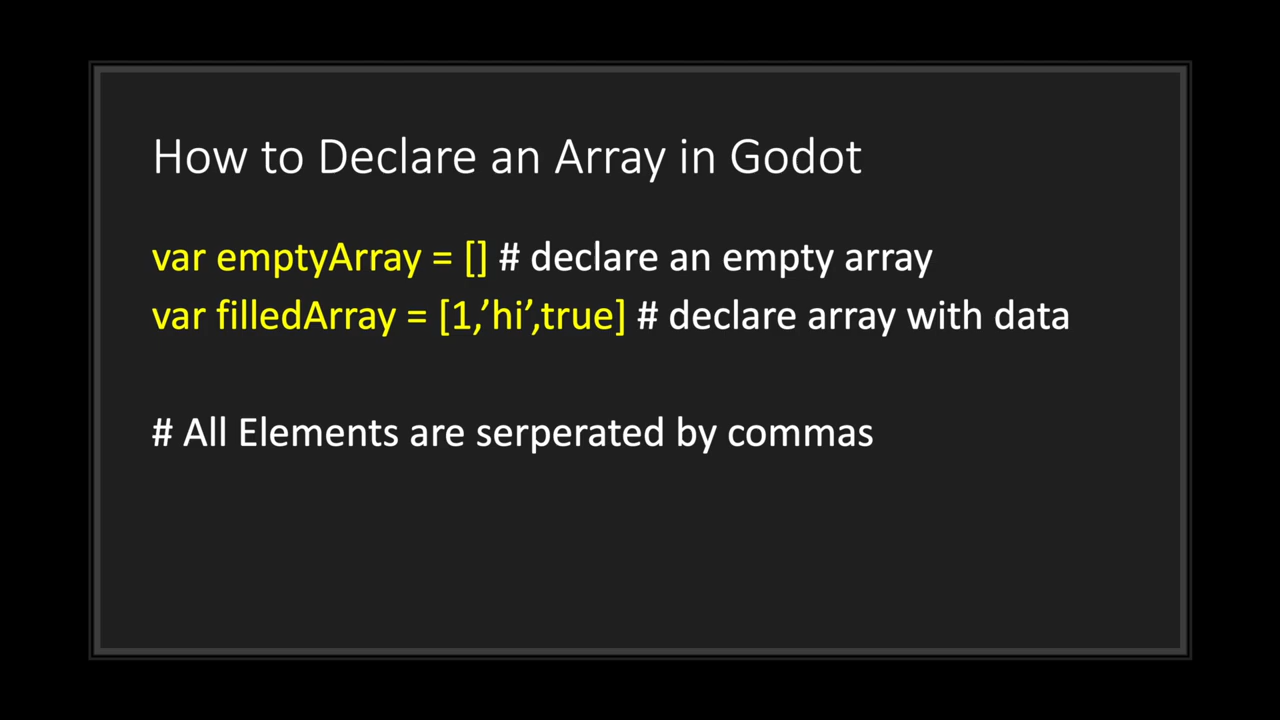 How to Declare an Array in Godot
var emptyArray = [] # declare an empty array
var filledArray = [1,’hi’,true] # declare array with data
# All Elements are serperated by commas